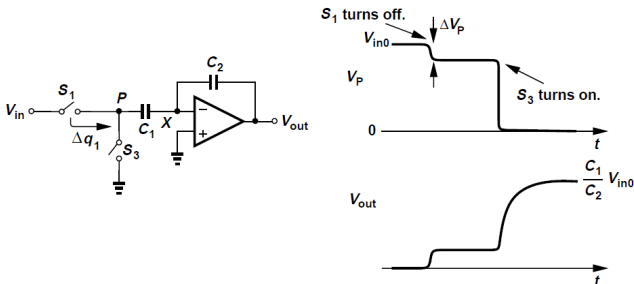 S1 turns off.
ΔVP
Vin0
VP
S3 turns on.
0
t
S1
P
C2
Vin
C1
X
Vout
Δq1
S3
−
+
C1
C2
Vin0
Vout
t